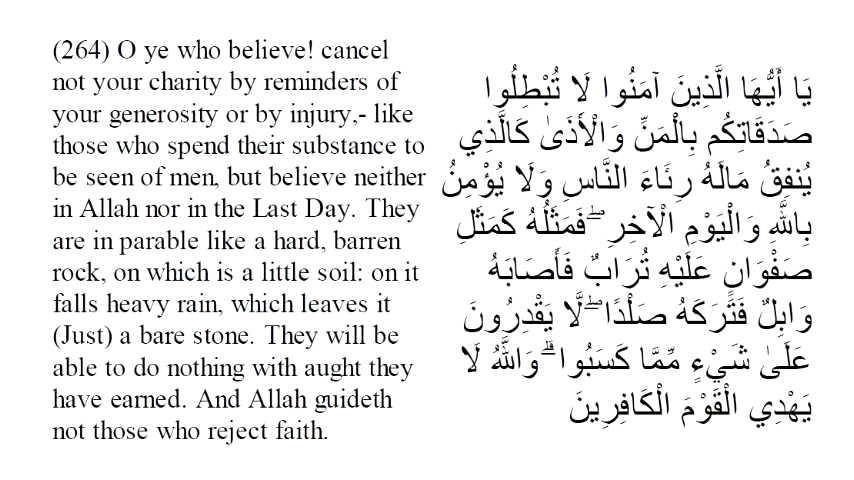 (264) O ye who believe! cancel
not your charity by reminders of
your generosity or by injury,- like
those who spend their substance to
be seen of men, but believe neither
in Allah nor in the Last Day. They
are in parable like a hard, barren
rock, on which is a little soil: on it
falls heavy rain, which leaves it
(Just) a bare stone. They will be
able to do nothing with aught they
have earned. And Allah guideth
not those who reject faith.
يَا أَيُّهَا الَّذِينَ آمَنُوا لَا تُبْطِلُوا
صَدَقَاتِكُم بِالْمَنِّ وَالْأَذَىٰ كَالَّذِي
يُنفِقُ مَالَهُ رِئَاءَ النَّاسِ وَلَا يُؤْمِنُ
بِاللَّهِ وَالْيَوْمِ الْآخِرِ ۖ فَمَثَلُهُ كَمَثَلِ
صَفْوَانٍ عَلَيْهِ تُرَابٌ فَأَصَابَهُ
وَابِلٌ فَتَرَكَهُ صَلْدًا ۖ لَّا يَقْدِرُونَ
عَلَىٰ شَيْءٍ مِّمَّا كَسَبُوا ۗ وَاللَّهُ لَا
يَهْدِي الْقَوْمَ الْكَافِرِينَ